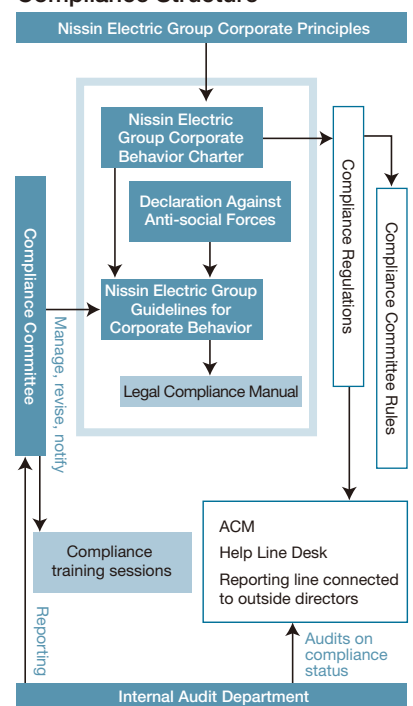 Compliance Structure
Nissin Electric Group Corporate Principles
Nissin Electric
Group Corporate
Behavior Charter
Declaration Against
Anti-social Forces
Nissin Electric Group
Guidelines for
Corporate Behavior
Legal Compliance Manual
Compliance Regulations
Compliance Committee Rules
Compliance Committee
Manage, revise, notify
Compliance
training sessions
ACM
Help Line Desk
Reporting line connected
to outside directors
Reporting
Audits on
compliance
status
Internal Audit Department